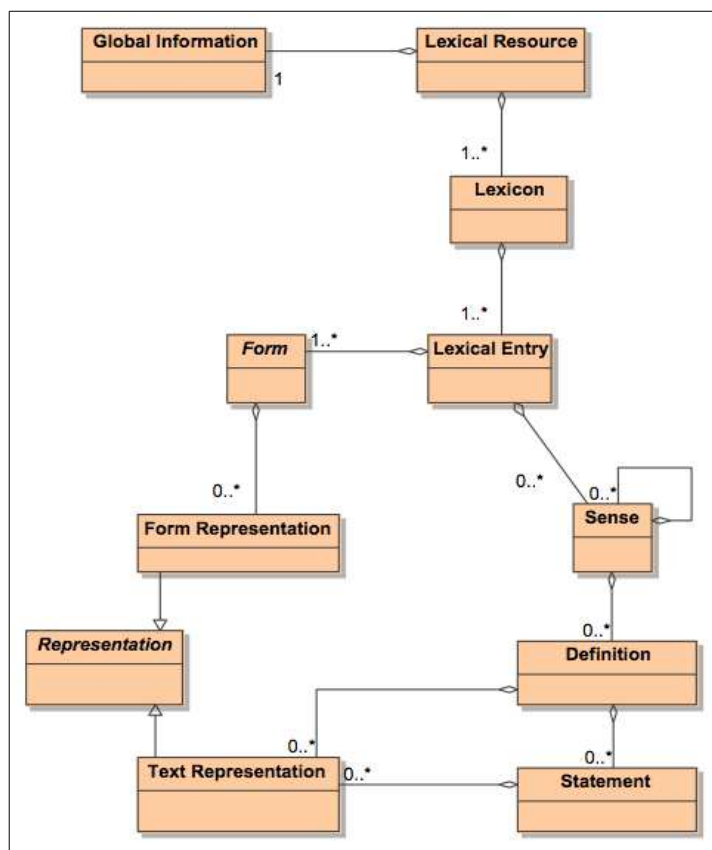 Global Information
Lexical Resource
1
1..*
Lexicon
1..*
Form
1..*
Lexical Entry
0..*
0..*
0..*
Form Representation
Sense
Representation
0..*
Definition
0..*
0..*
0..*
Text Representation
Statement